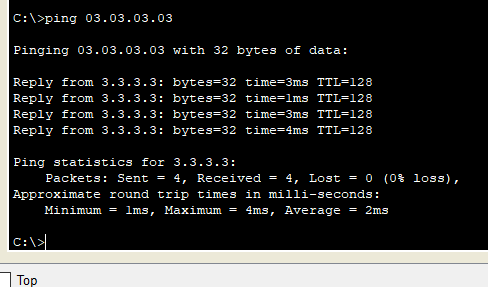 C:\>ping 03.03.03.03
Pinging 03.03.03.03 with 32 bytes of data:
Reply from 3.3.3.3: bytes=32 time=3ms TTL=128
Reply from 3.3.3.3: bytes=32 time=1ms TTL=128
Reply from 3.3.3.3: bytes=32 time=3ms TTL=128
Reply from 3.3.3.3: bytes=32 time=4ms TTL=128
Ping statistics for 3.3.3.3:
    Packets: Sent = 4, Received = 4, Lost = 0 (0% loss),
Approximate round trip times in milli-seconds:
    Minimum = 1ms, Maximum = 4ms, Average = 2ms
C:\>
Top